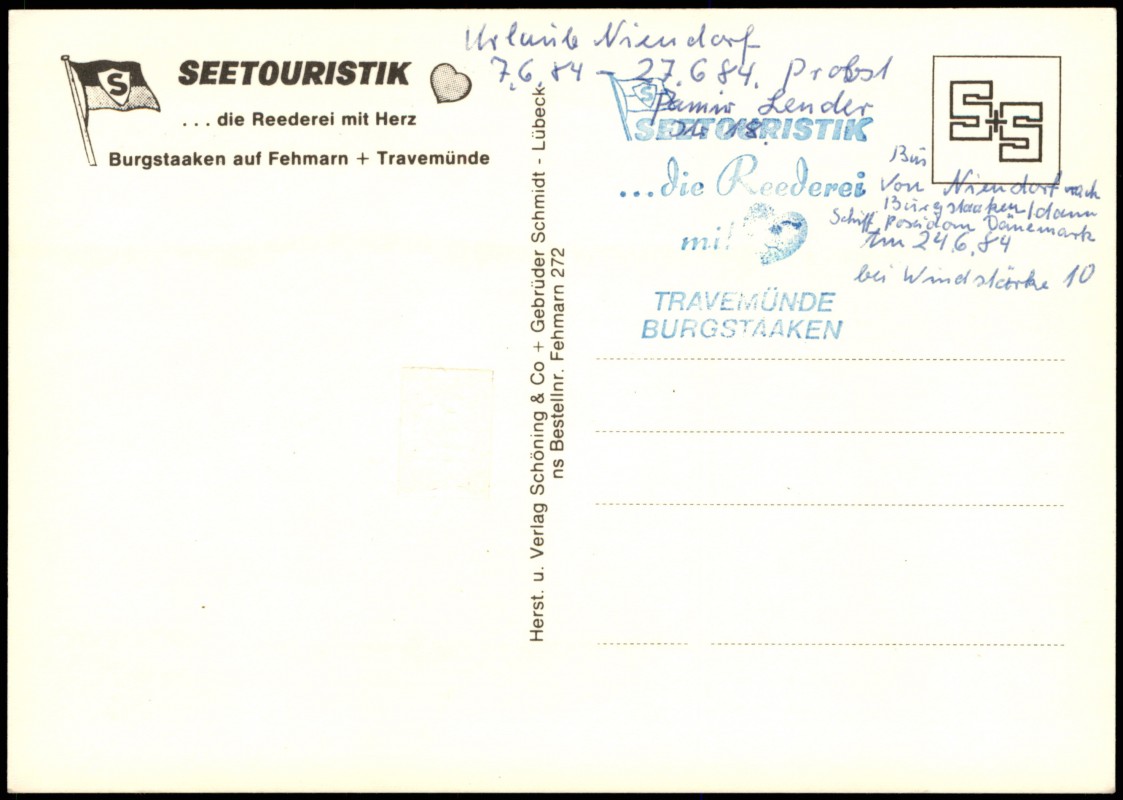 S
SEETOURISTIK
... die Reederei mit Herz
Burgstaaken auf Fehmarn + Travemünde
Herst. u. Verlag Schöning & Co + Gebrüder Schmidt - Lübeck
ns Bestellnr. Fehmarn 272
Urlaub Niendorf
7.6.84 - 27.6 84. Probst
S
SEETOURISTIK
...die Reederei
mit
TRAVEMÜNDE
BURGSTAAKEN
S+S
Bus
Von Niendorf nach
Burgstaaken/dann
Schiff Poseidon Dänemark
Am 24.6.84
bei Windstärke 10